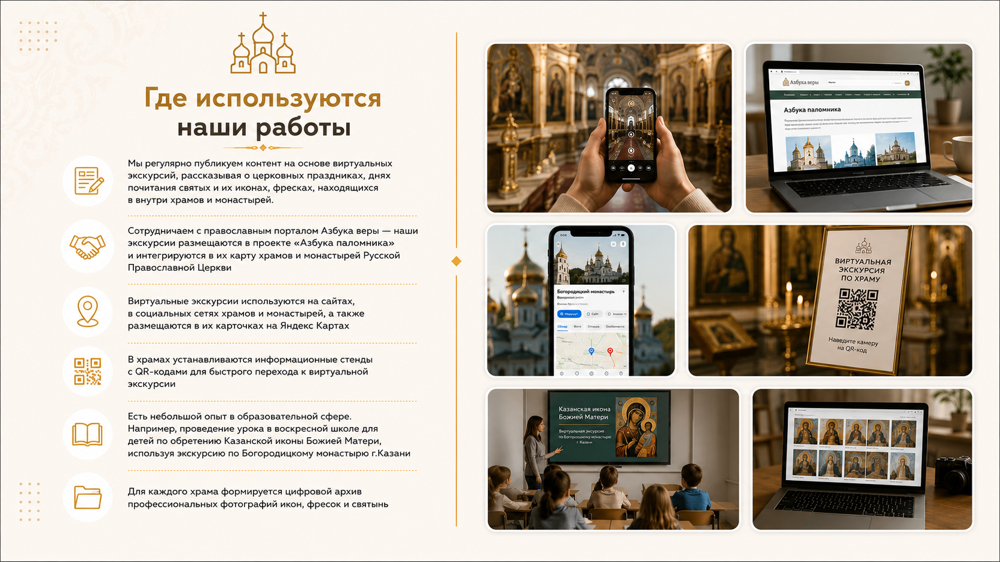 Где используются
наши работы
Мы регулярно публикуем контент на основе виртуальных
экскурсий, рассказывая о церковных праздниках, днях
почитания святых и их иконах, фресках, находящихся
в внутри храмов и монастырей.
Сотрудничаем с православным порталом Азбука веры — наши
экскурсии размещаются в проекте «Азбука паломника»
и интегрируются в их карту храмов и монастырей Русской
Православной Церкви
Виртуальные экскурсии используются на сайтах,
в социальных сетях храмов и монастырей, а также
размещаются в их карточках на Яндекс Картах
В храмах устанавливаются информационные стенды
с QR-кодами для быстрого перехода к виртуальной
экскурсии
Есть небольшой опыт в образовательной сфере.
Например, проведение урока в воскресной школе для
детей по обретению Казанской иконы Божией Матери,
используя экскурсию по Богородицкому монастырю г.Казани
Для каждого храма формируется цифровой архив
профессиональных фотографий икон, фресок и святынь
Азбука веры
Азбука паломника
Богородицкий монастырь
Маршрут
Сайт
Обзор
Фото
Отзывы
Особенности
ВИРТУАЛЬНАЯ
ЭКСКУРСИЯ
ПО ХРАМУ
Наведите камеру
на QR-код
Казанская икона
Божией Матери
Виртуальная экскурсия
по Богородицкому монастырю
г. Казани